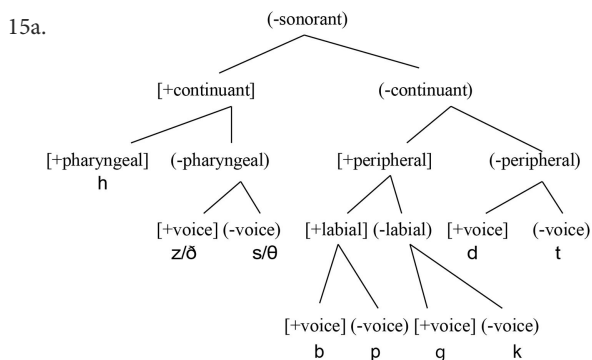 15a.
(-sonorant)
[+continuant] (-continuant)
[+pharyngeal] (-pharyngeal) [+peripheral] (-peripheral)
h
[+voice] (-voice) [+labial] (-labial) [+voice] (-voice)
z/ð s/θ d t
[+voice] (-voice) [+voice] (-voice)
b p g k